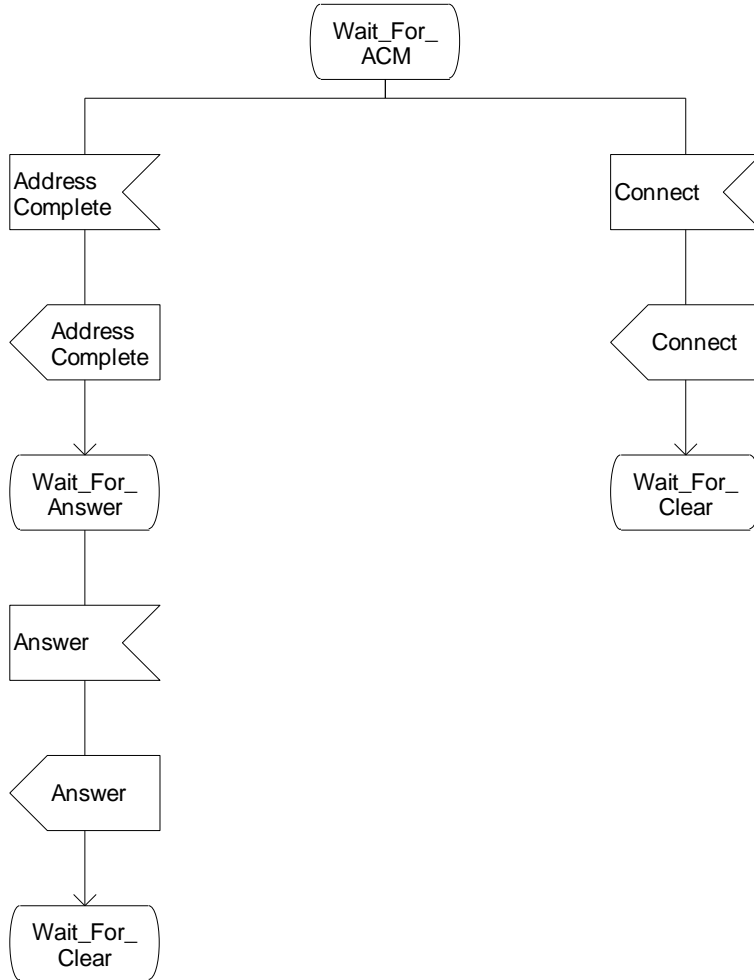 Wait_For_
ACM
Address
Complete
Connect
Address
Complete
Connect
Wait_For_
Answer
Wait_For_
Clear
Answer
Answer
Wait_For_
Clear